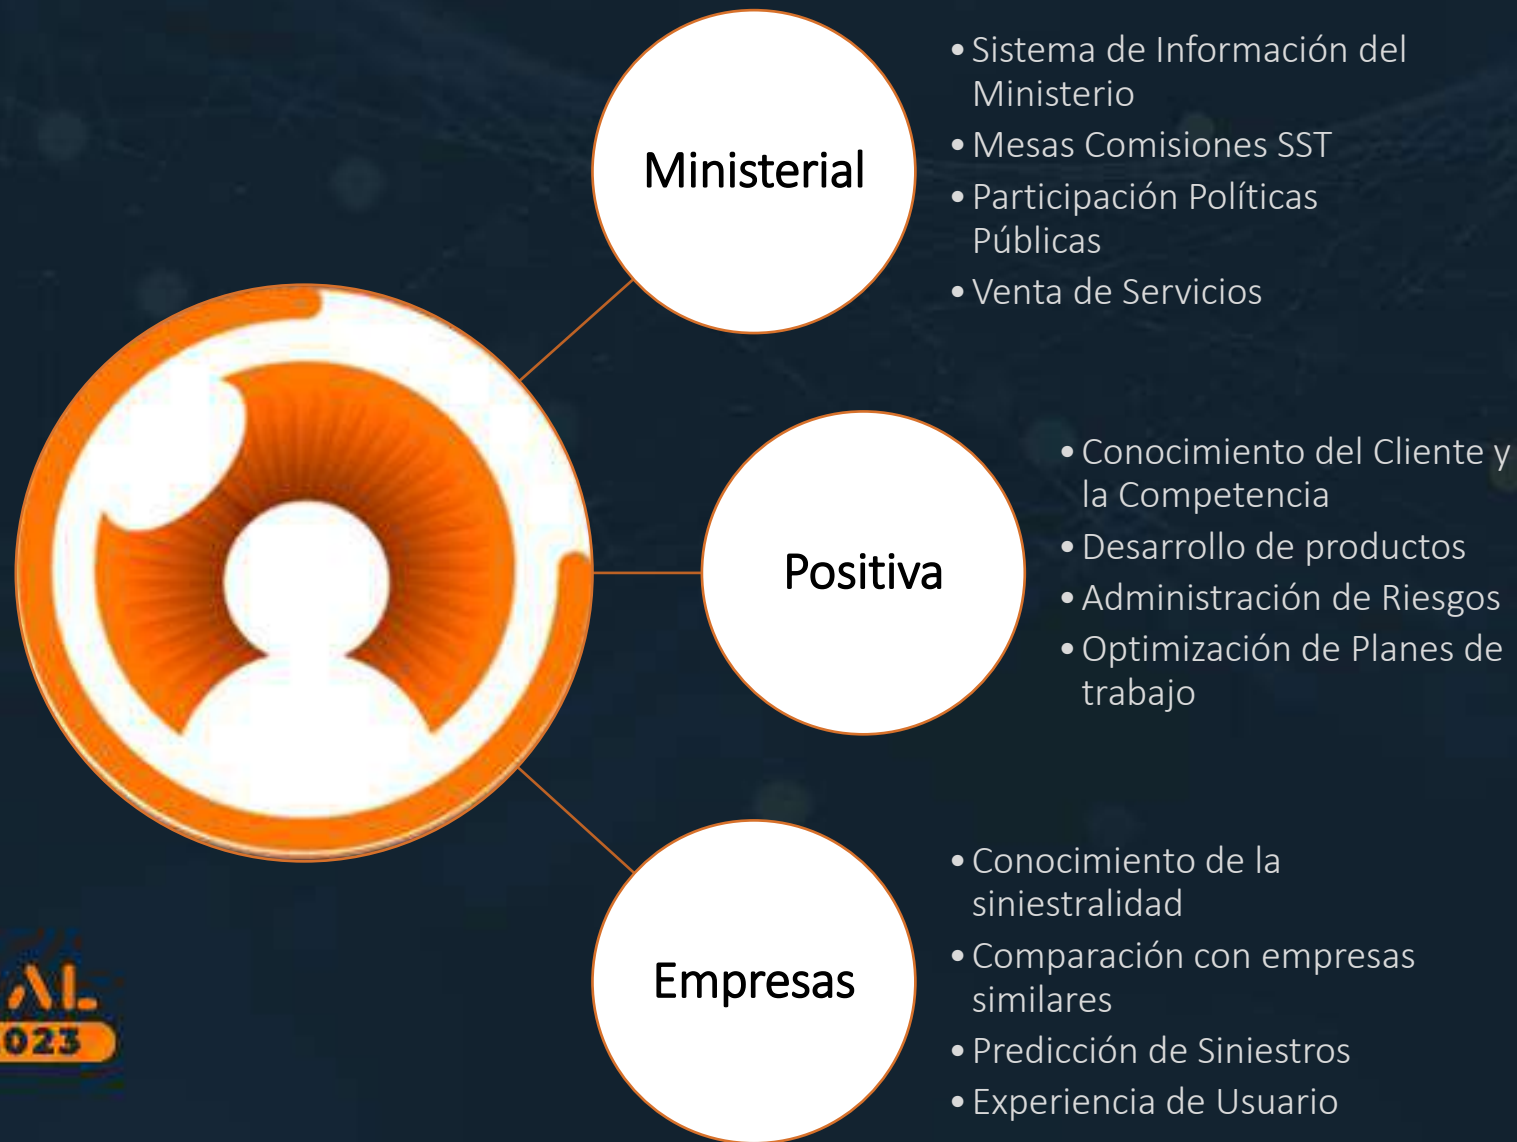 Ministerial
• Sistema de Información del
Ministerio
• Mesas Comisiones SST
• Participación Políticas
Públicas
• Venta de Servicios
Positiva
• Conocimiento del Cliente y
la Competencia
• Desarrollo de productos
• Administración de Riesgos
• Optimización de Planes de
trabajo
Empresas
• Conocimiento de la
siniestralidad
• Comparación con empresas
similares
• Predicción de Siniestros
• Experiencia de Usuario
AL
023